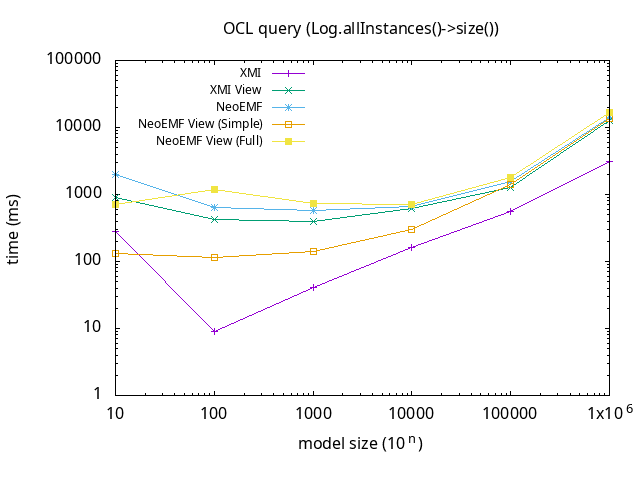 OCL query (Log.allInstances()->size())
100000
10000
1000
100
10
1
time (ms)
XMI
XMI View
NeoEMF
NeoEMF View (Simple)
NeoEMF View (Full)
10 100 1000 10000 100000 1x10⁶
model size (10ⁿ)